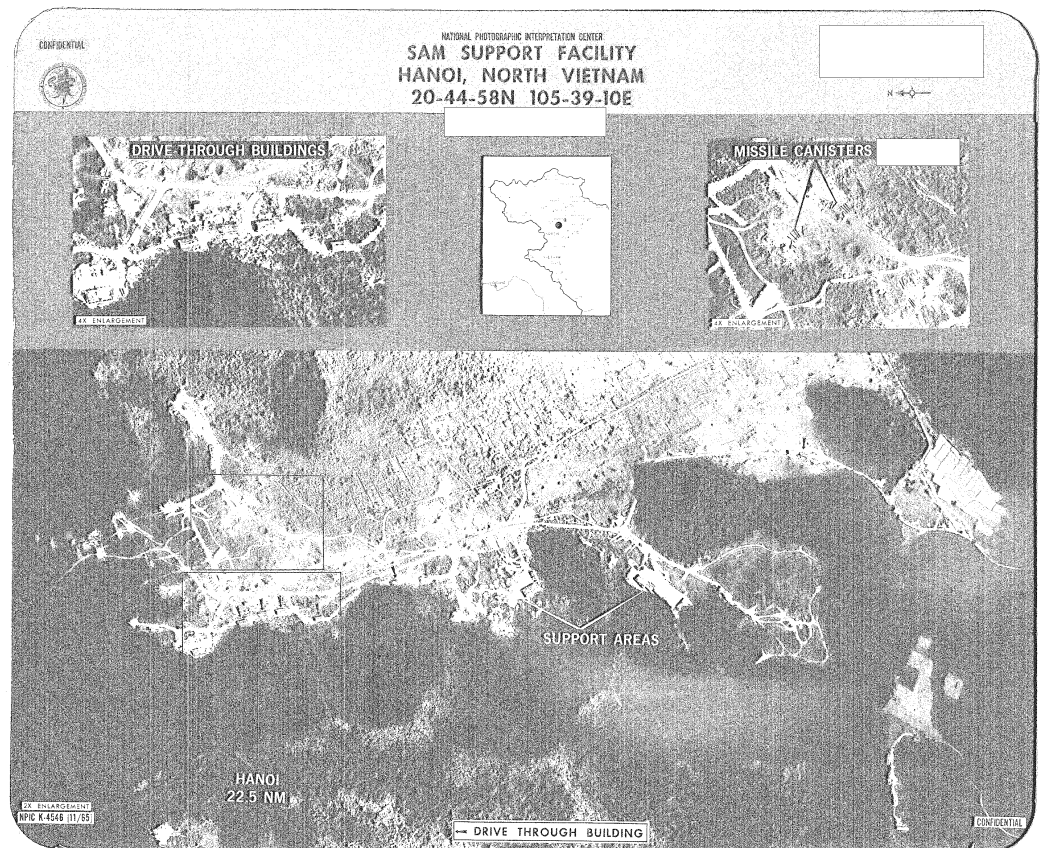 CONFIDENTIAL
NATIONAL PHOTOGRAPHIC INTERPRETATION CENTER
SAM SUPPORT FACILITY
HANOI, NORTH VIETNAM
20-44-58N 105-39-10E
N
DRIVE THROUGH BUILDINGS
4X ENLARGEMENT
MISSILE CANISTERS
4X ENLARGEMENT
SUPPORT AREAS
HANOI
22.5 NM
2X ENLARGEMENT
NPIC K-4546 (11/65)
DRIVE THROUGH BUILDING
CONFIDENTIAL